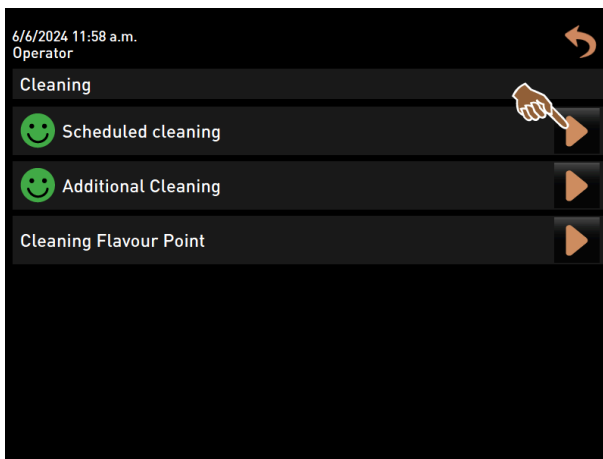 6/6/2024 11:58 a.m.
Operator
Cleaning
Scheduled cleaning
Additional Cleaning
Cleaning Flavour Point